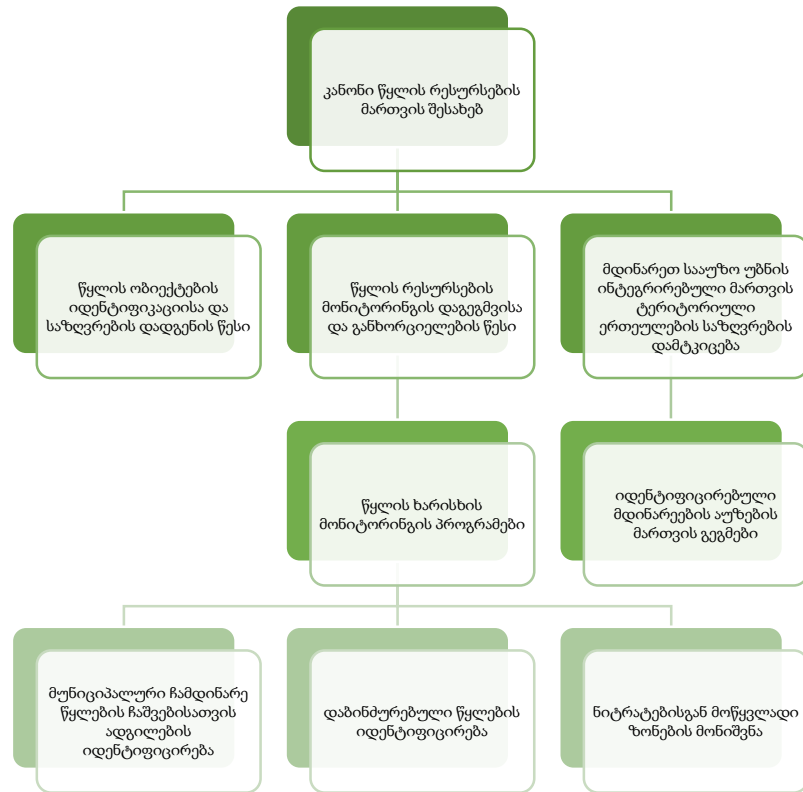 კანონი წყლის რესურსების
მართვის შესახებ
წყლის ობიექტების
იდენტიფიკაციისა და
საზღვრების დადგენის წესი
წყლის რესურსების
მონიტორინგის დაგეგმვისა
და განხორციელების წესი
მდინარეთ სააუზო უბნის
ინტეგრირებული მართვის
ტერიტორიული
ერთეულების საზღვრების
დამტკიცება
წყლის ხარისხის
მონიტორინგის პროგრამები
იდენტიფიცირებული
მდინარეების აუზების
მართვის გეგმები
მუნიციპალური ჩამდინარე
წყლების ჩაშვებისათვის
ადგილების
იდენტიფიცირება
დაბინძურებული წყლების
იდენტიფიცირება
ნიტრატებისგან მოწყვლადი
ზონების მონიშვნა